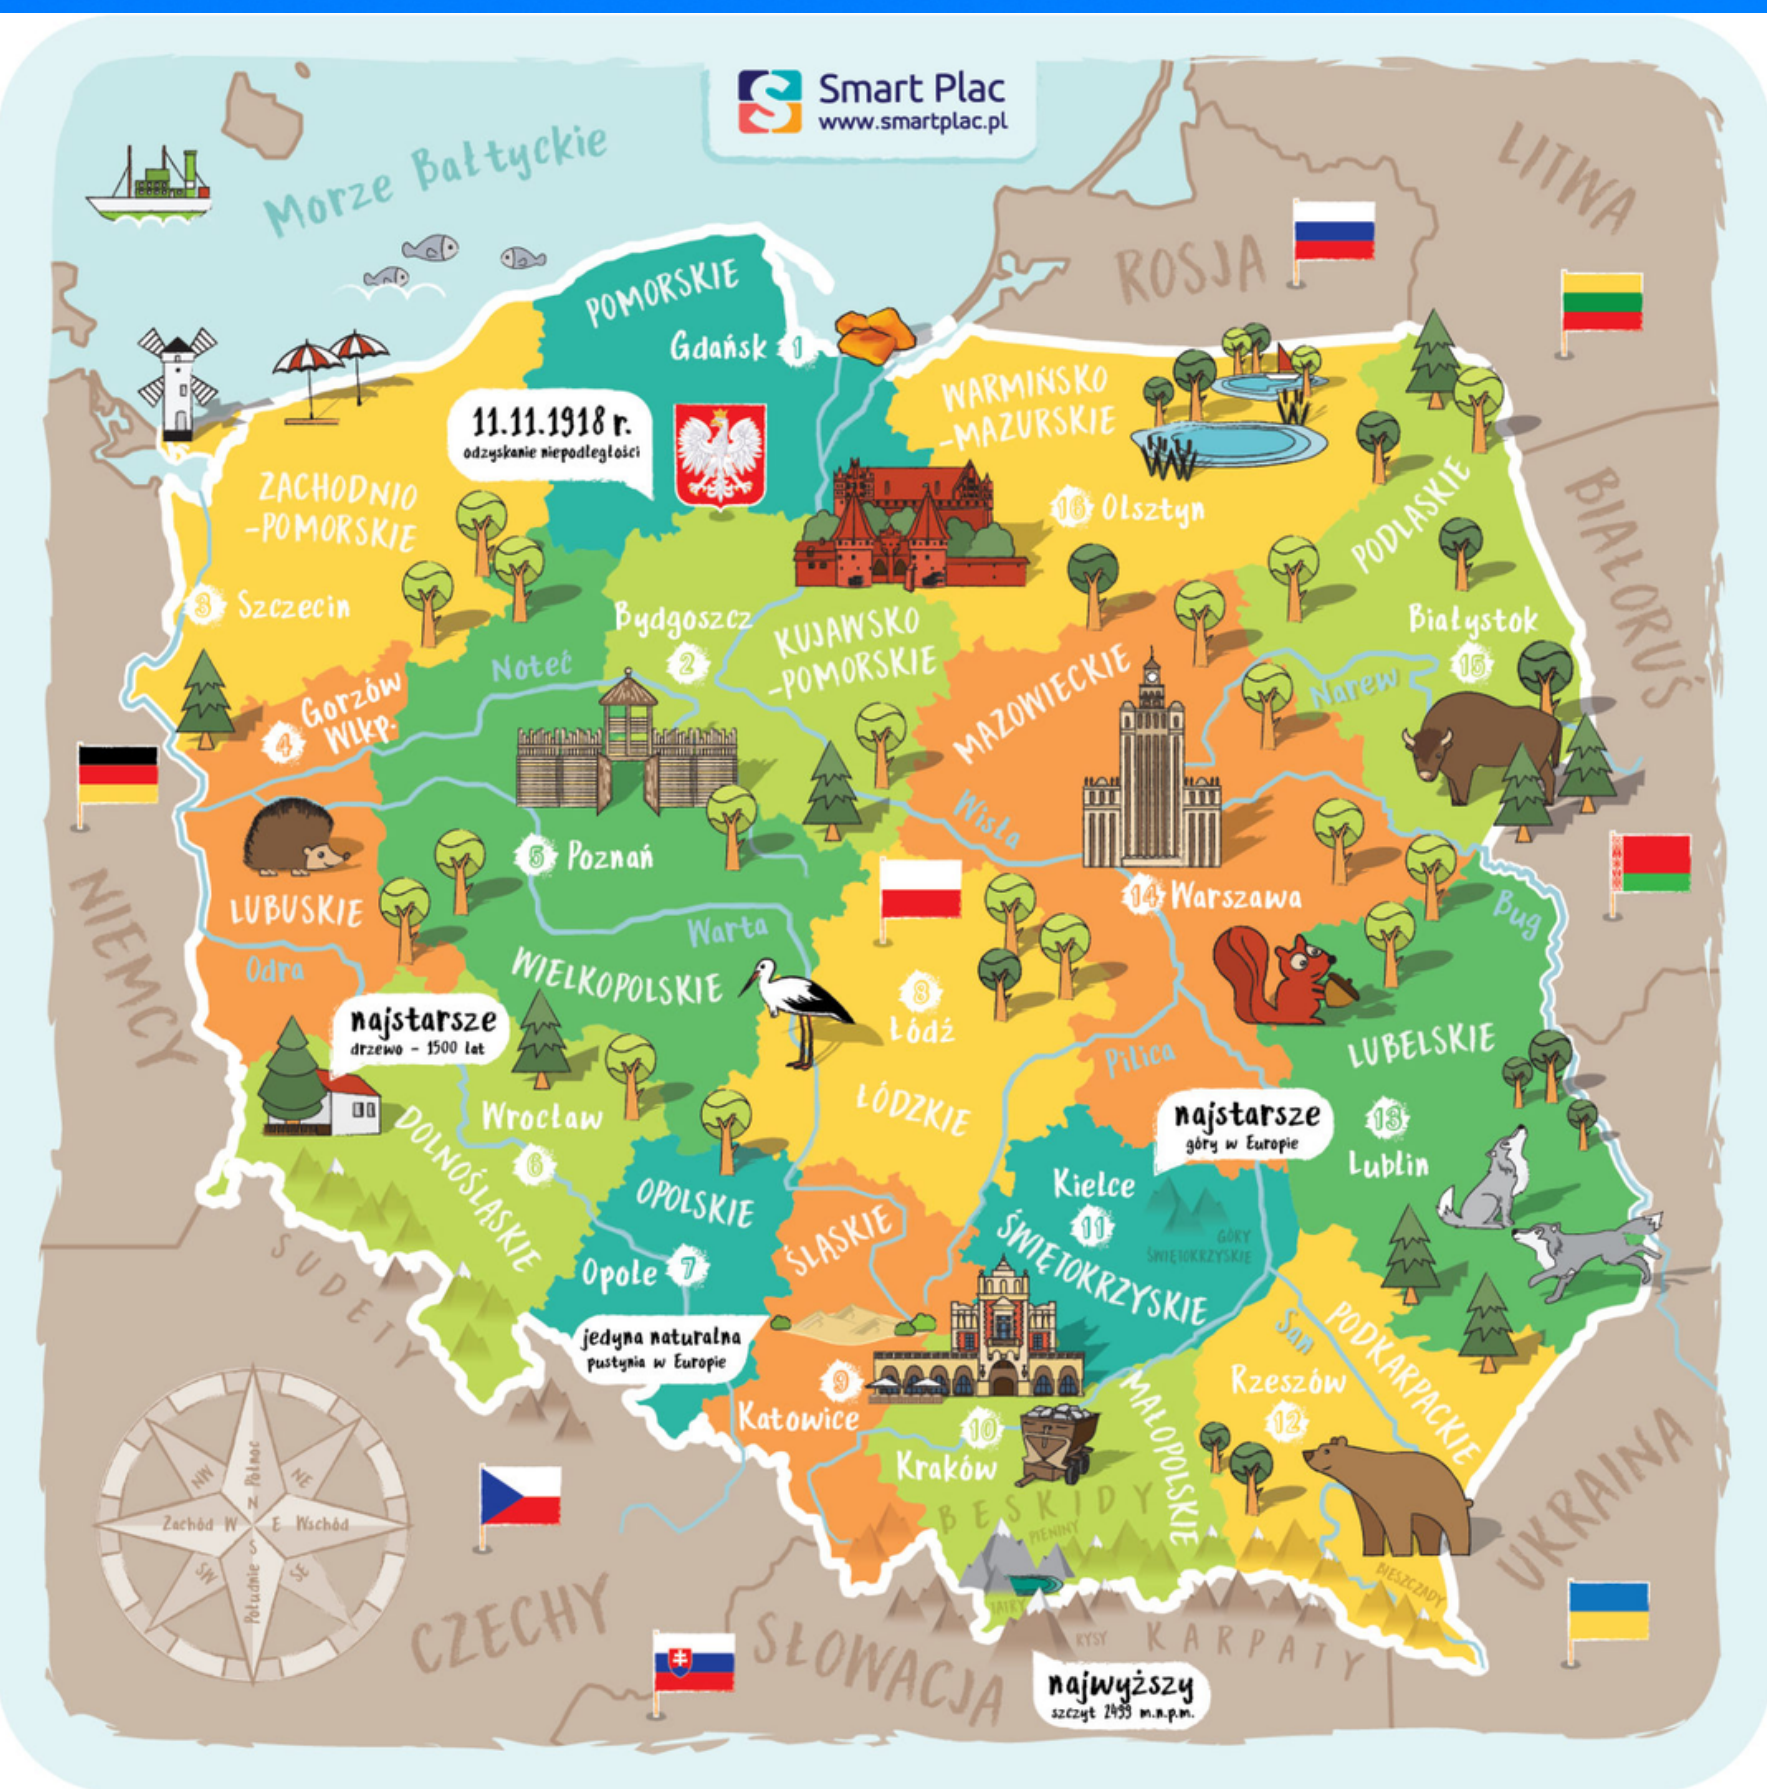 Smart Plac
www.smartplac.pl
Morze Bałtyckie
LITWA
ROSJA
POMORSKIE
Gdańsk 1
11.11.1918 r.
odzyskanie niepodległości
WARMIŃSKO
-MAZURSKIE
16 Olsztyn
ZACHODNIO
-POMORSKIE
3 Szczecin
PODLASKIE
BIAŁORUŚ
Białystok
15
Bydgoszcz
2
KUJAWSKO
-POMORSKIE
Noteć
4 Gorzów
Wlkp.
MAZOWIECKIE
Narew
Wisła
5 Poznań
14 Warszawa
NIEMCY
LUBUSKIE
Odra
Warta
Bug
WIELKOPOLSKIE
8
Łódź
ŁÓDZKIE
najstarsze
drzewo - 1500 lat
LUBELSKIE
Pilica
najstarsze
góry w Europie
13
Lublin
Wrocław
6
DOLNOŚLĄSKIE
OPOLSKIE
Opole 7
ŚLASKIE
Kielce
11
GÓRY
ŚWIĘTOKRZYSKIE
ŚWIĘTOKRZYSKIE
SUDETY
jedyna naturalna
pustynia w Europie
San
PODKARPACKIE
Rzeszów
12
9
Katowice
10
Kraków
MAŁOPOLSKIE
BESKIDY
PIENINY
BIESZCZADY
UKRAINA
TATRY
RYSY
KARPATY
Północ
N
NW
NE
Zachód W
E Wschód
SW
SE
S
Południe
CZECHY
SŁOWACJA
najwyższy
szczyt 2499 m.n.p.m.